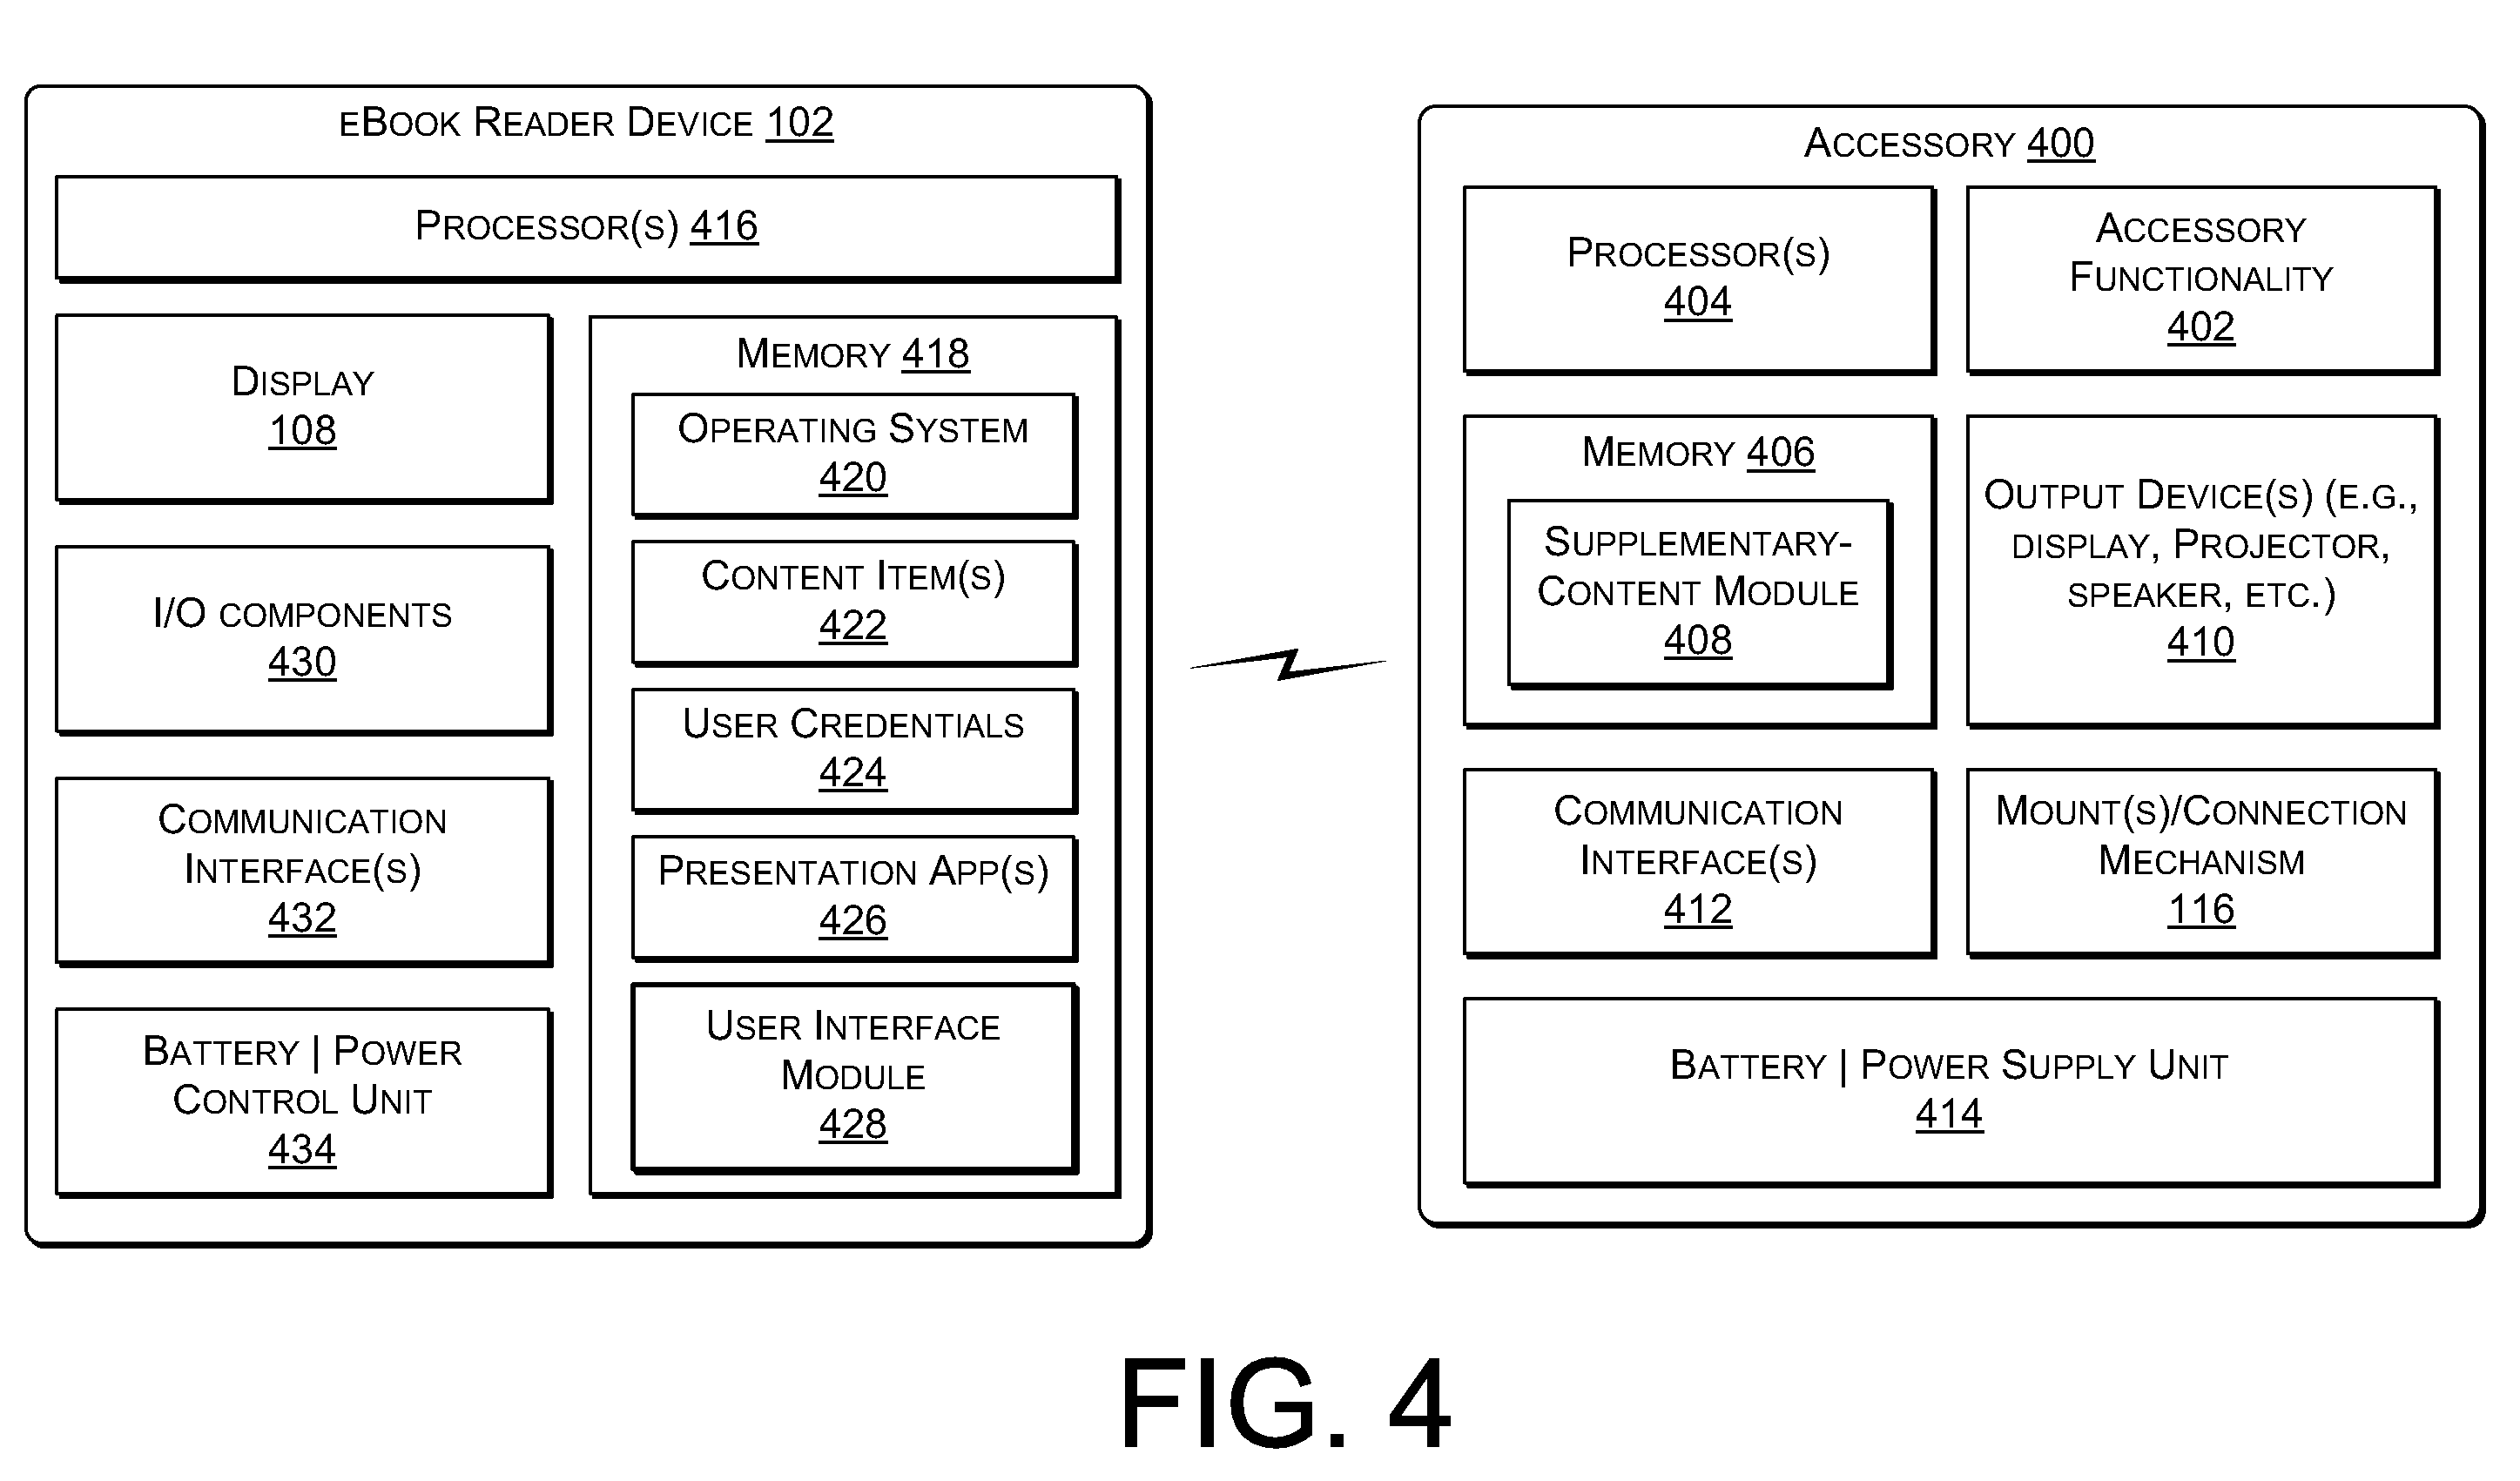 eBook Reader Device 102
Processor(s) 416
Display
108
I/O components
430
Communication
Interface(s)
432
Battery | Power
Control Unit
434
Memory 418
Operating System
420
Content Item(s)
422
User Credentials
424
Presentation App(s)
426
User Interface
Module
428
Accessory 400
Processor(s)
404
Accessory
Functionality
402
Memory 406
Supplementary-
Content Module
408
Output Device(s) (e.g.,
display, Projector,
speaker, etc.)
410
Communication
Interface(s)
412
Mount(s)/Connection
Mechanism
116
Battery | Power Supply Unit
414
FIG. 4